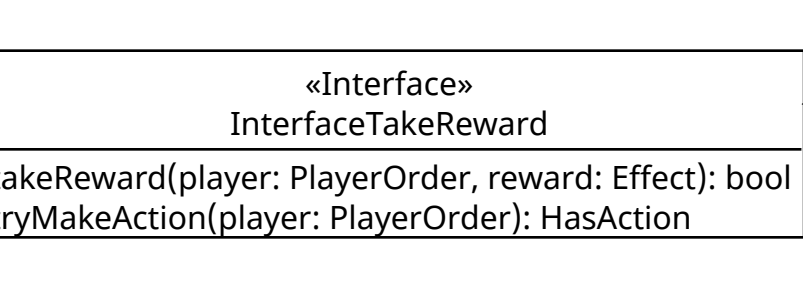 «Interface»
InterfaceTakeReward
akeReward(player: PlayerOrder, reward: Effect): bool
ryMakeAction(player: PlayerOrder): HasAction